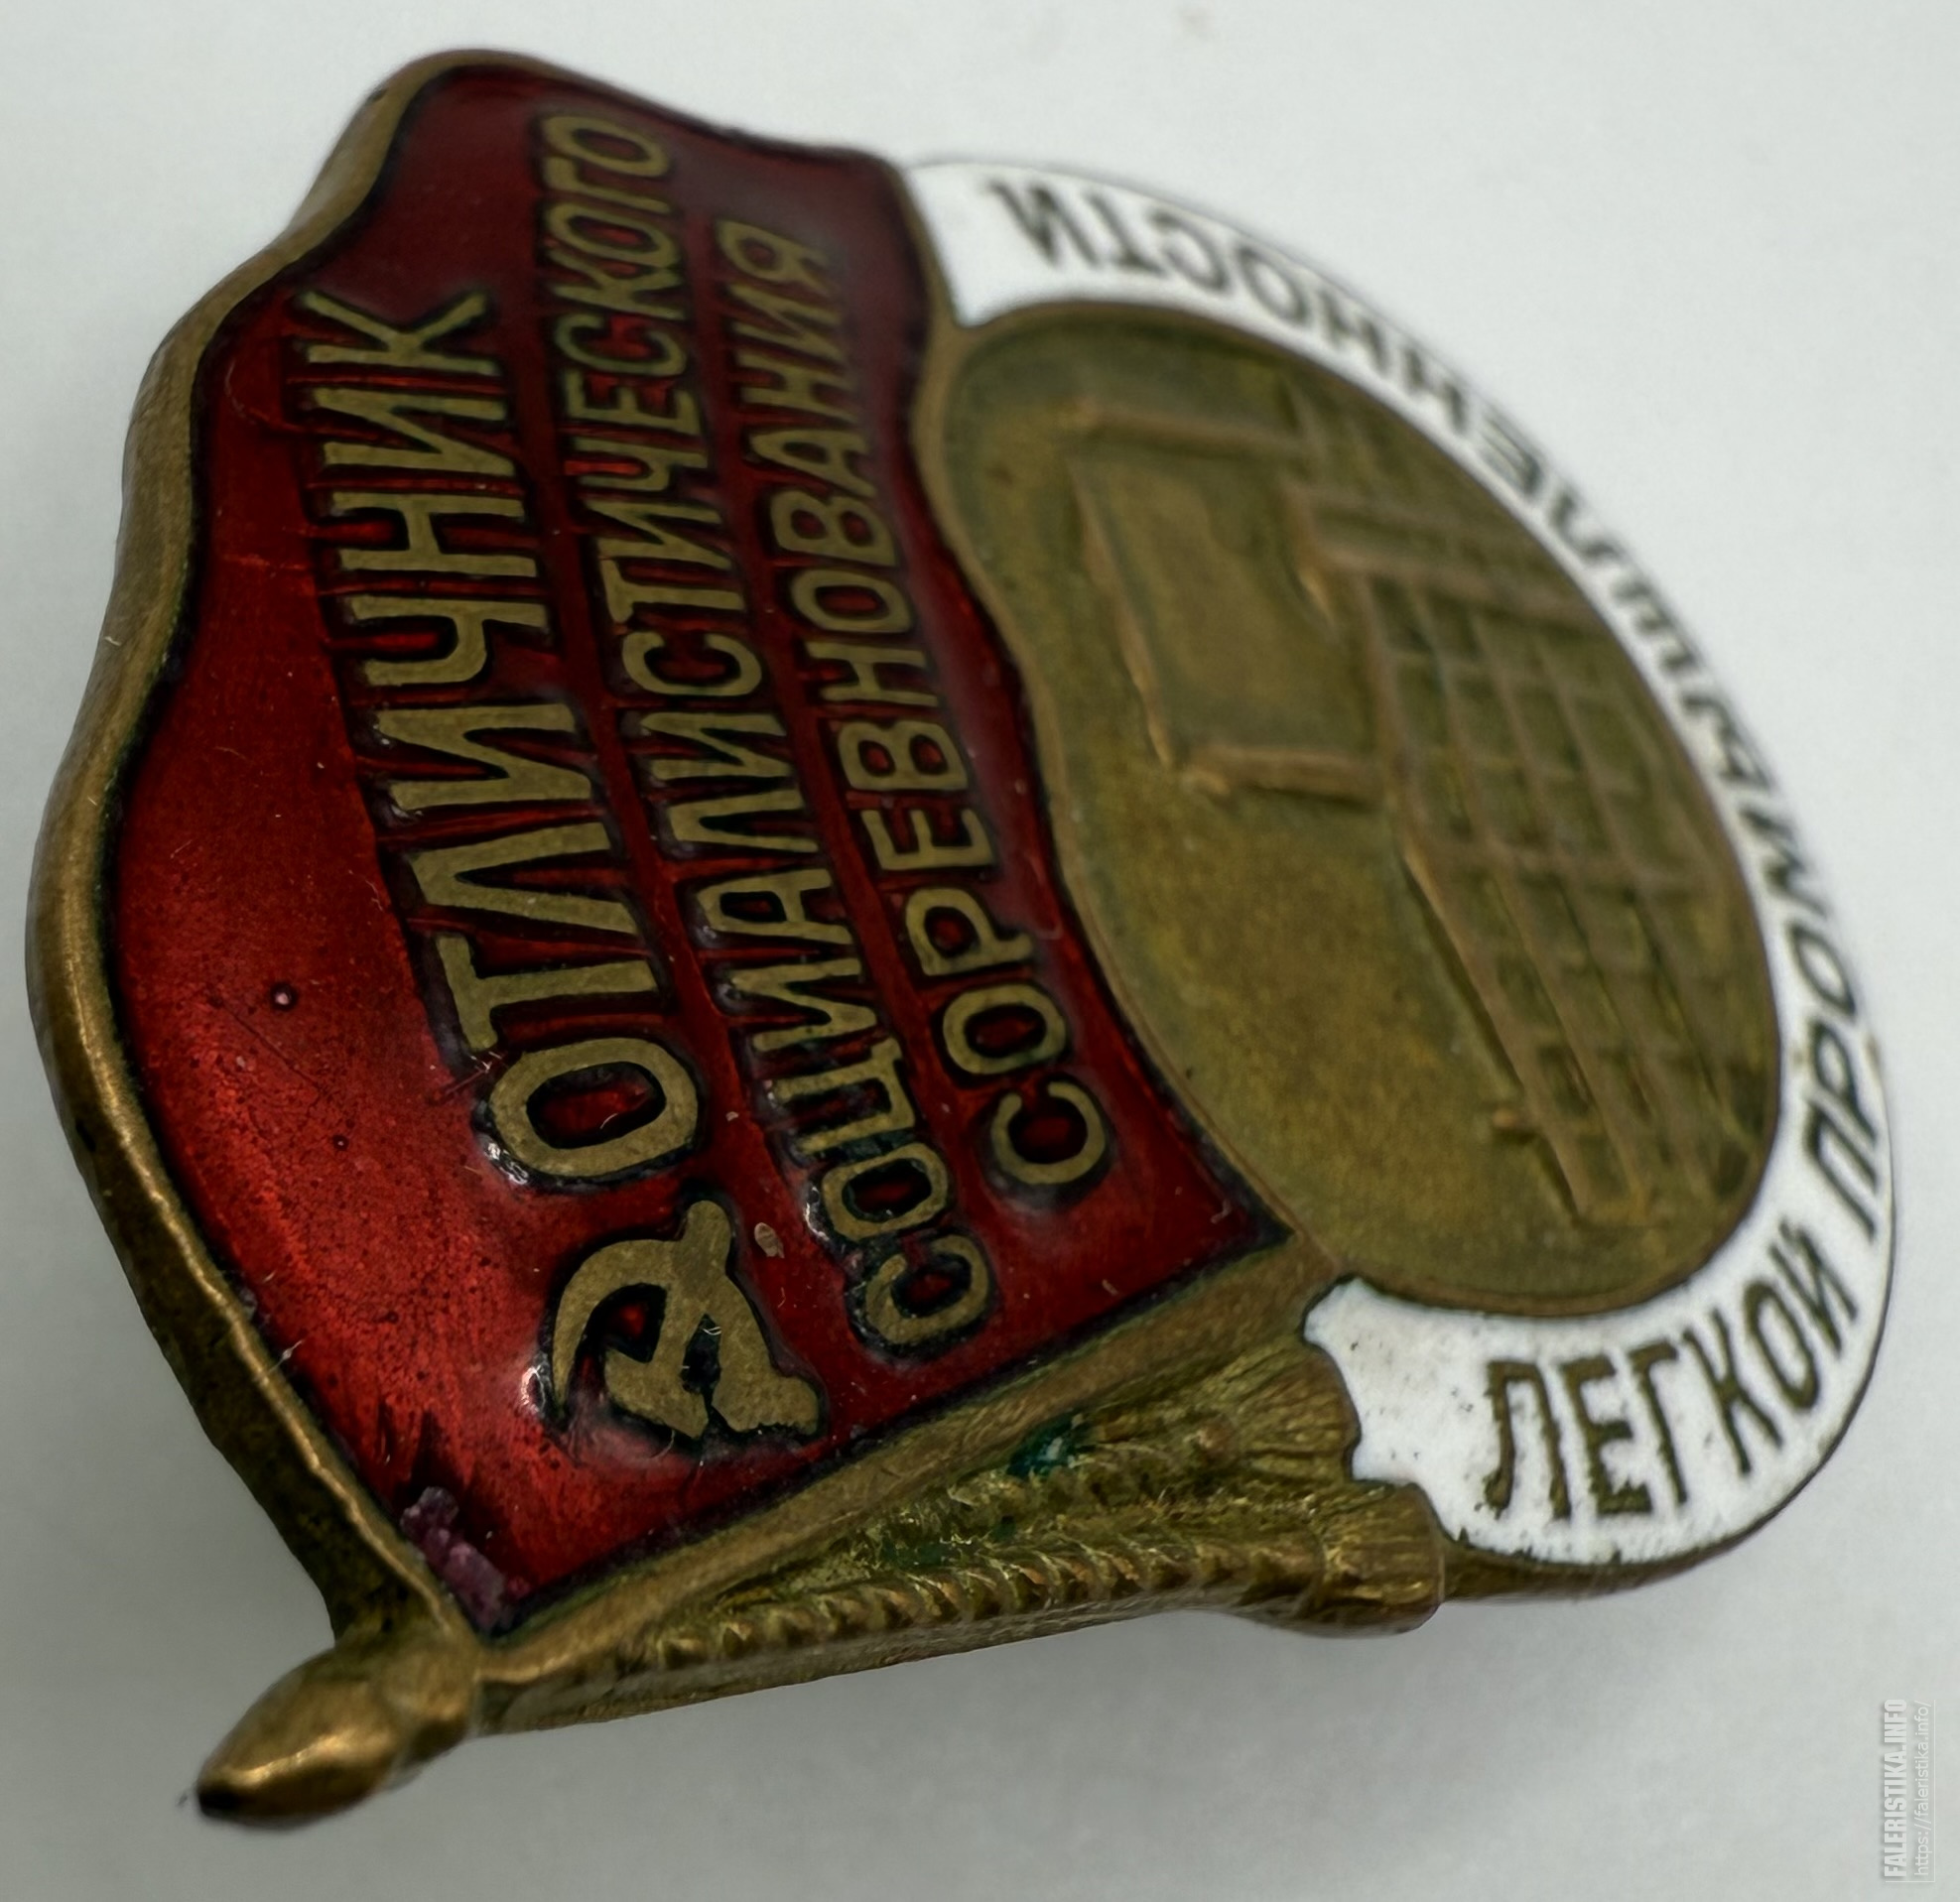 ОТЛИЧНИК
СОЦИАЛИСТИЧЕСКОГО
СОРЕВНОВАНИЯ
ЛЕГКОЙ ПРОМЫШЛЕННОСТИ
FALERISTIKA.INFO
https://faleristika.info/